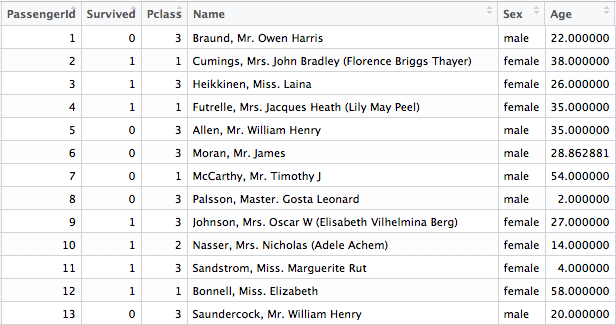 PassengerId Survived Pclass Name Sex Age
1 0 3 Braund, Mr. Owen Harris male 22.000000
2 1 1 Cumings, Mrs. John Bradley (Florence Briggs Thayer) female 38.000000
3 1 3 Heikkinen, Miss. Laina female 26.000000
4 1 1 Futrelle, Mrs. Jacques Heath (Lily May Peel) female 35.000000
5 0 3 Allen, Mr. William Henry male 35.000000
6 0 3 Moran, Mr. James male 28.862881
7 0 1 McCarthy, Mr. Timothy J male 54.000000
8 0 3 Palsson, Master. Gosta Leonard male 2.000000
9 1 3 Johnson, Mrs. Oscar W (Elisabeth Vilhelmina Berg) female 27.000000
10 1 2 Nasser, Mrs. Nicholas (Adele Achem) female 14.000000
11 1 3 Sandstrom, Miss. Marguerite Rut female 4.000000
12 1 1 Bonnell, Miss. Elizabeth female 58.000000
13 0 3 Saundercock, Mr. William Henry male 20.000000